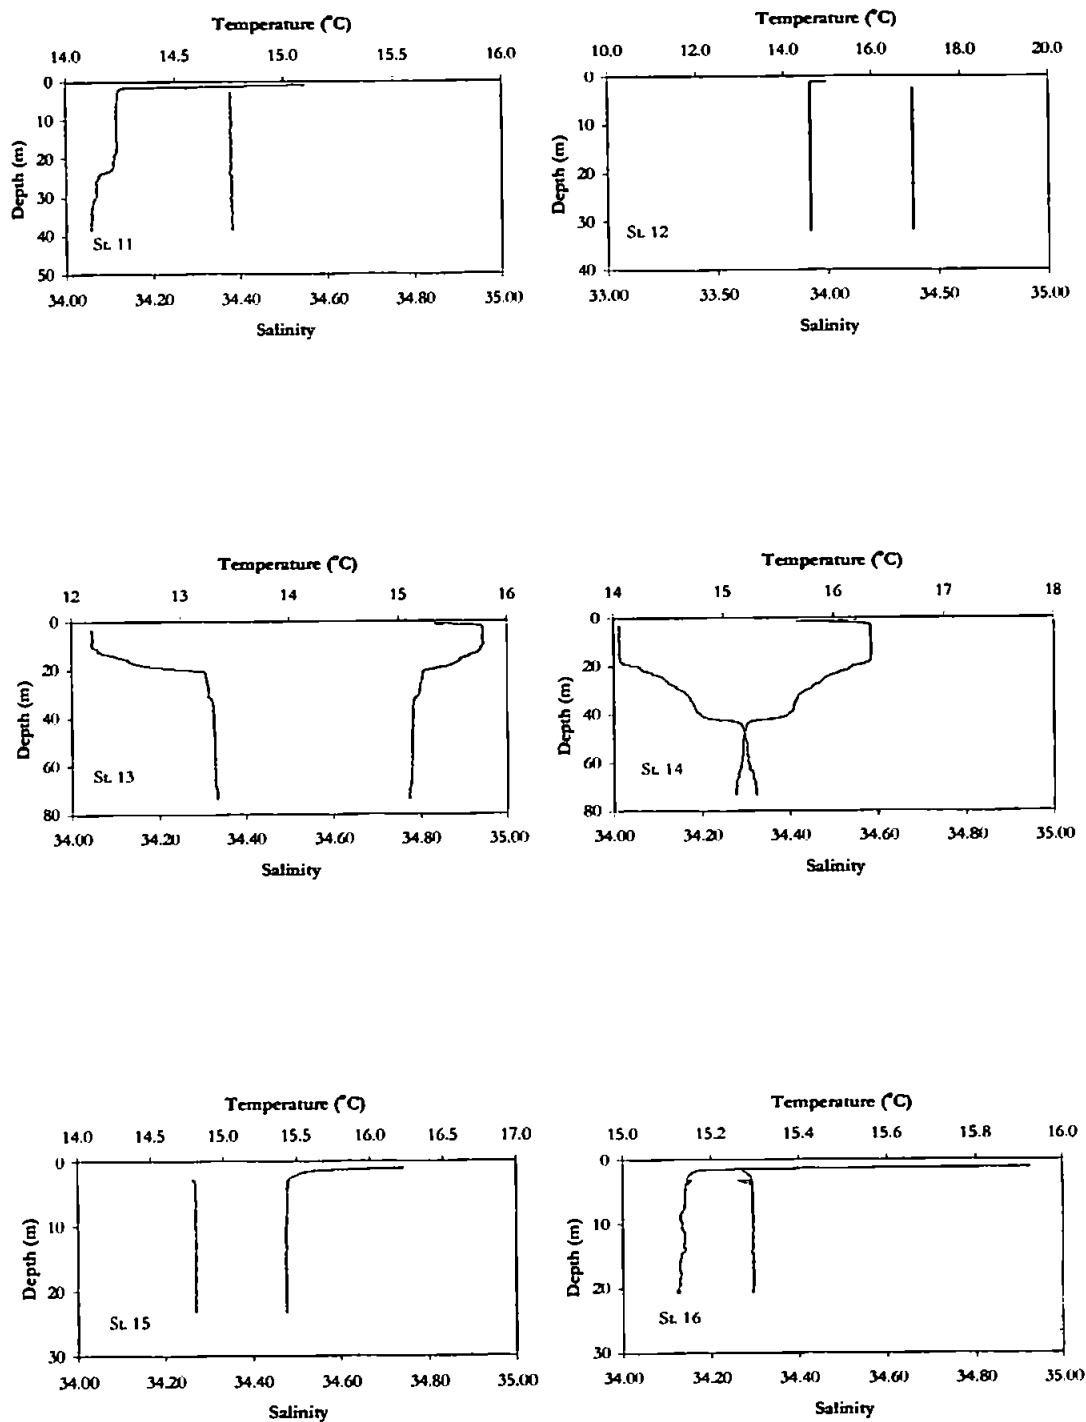 Temperature (°C)
14.0 14.5 15.0 15.5 16.0
0
10
20
30
40
50
Depth (m)
St. 11
34.00 34.20 34.40 34.60 34.80 35.00
Salinity
Temperature (°C)
10.0 12.0 14.0 16.0 18.0 20.0
0
10
20
30
40
Depth (m)
St. 12
33.00 33.50 34.00 34.50 35.00
Salinity
Temperature (°C)
12 13 14 15 16
0
20
40
60
80
Depth (m)
St. 13
34.00 34.20 34.40 34.60 34.80 35.00
Salinity
Temperature (°C)
14 15 16 17 18
0
20
40
60
80
Depth (m)
St. 14
34.00 34.20 34.40 34.60 34.80 35.00
Salinity
Temperature (°C)
14.0 14.5 15.0 15.5 16.0 16.5 17.0
0
10
20
30
Depth (m)
St. 15
34.00 34.20 34.40 34.60 34.80 35.00
Salinity
Temperature (°C)
15.0 15.2 15.4 15.6 15.8 16.0
0
10
20
30
Depth (m)
St. 16
34.00 34.20 34.40 34.60 34.80 35.00
Salinity